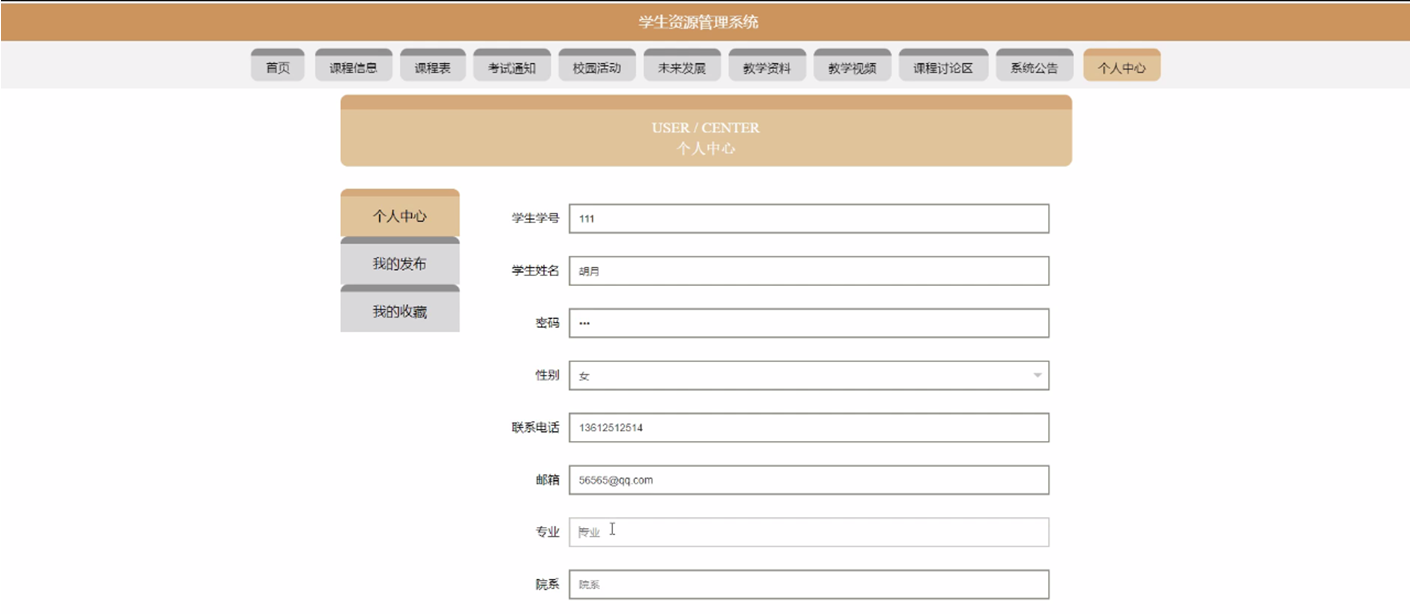 学生资源管理系统
首页 课程信息 课程表 考试通知 校园活动 未来发展 教学资料 教学视频 课程讨论区 系统公告 个人中心
USER / CENTER
个人中心
个人中心
我的发布
我的收藏
学生学号 111
学生姓名 胡月
密码 •••
性别 女
联系电话 13612512514
邮箱 56565@qq.com
专业 专业
院系 院系